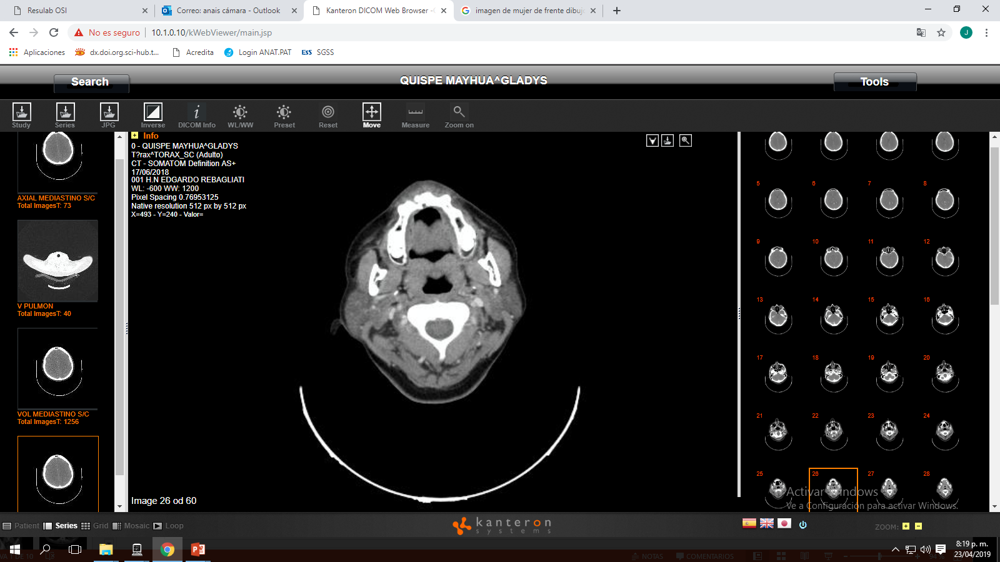 Resulab OSI
Correo: anais cámara - Outlook
Kanteron DICOM Web Browser -
imagen de mujer de frente dibuj
No es seguro
10.1.0.10/kWebViewer/main.jsp
J
Aplicaciones
dx.doi.org.sci-hub.t...
Acredita
Login ANAT.PAT
EsS SGSS
Search
QUISPE MAYHUA^GLADYS
Tools
Study
Series
JPG
Inverse
DICOM Info
WL/WW
Preset
Reset
Move
Measure
Zoom on
AXIAL MEDIASTINO S/C
Total ImagesT: 73
V PULMON
Total ImagesT: 40
VOL MEDIASTINO S/C
Total ImagesT: 1256
Info
0 - QUISPE MAYHUA^GLADYS
T?rax^TORAX_SC (Adulto)
CT - SOMATOM Definition AS+
17/06/2018
001 H.N EDGARDO REBAGLIATI
WL: -600 WW: 1200
Pixel Spacing 0.76953125
Native resolution 512 px by 512 px
X=493 - Y=240 - Valor=
Image 26 od 60
5 6 7 8
9 10 11 12
13 14 15 16
17 18 19 20
21 22 23 24
25 26 27 28
Activar Windows
Ve a Configuración para activar Windows.
Patient
Series
Grid
Mosaic
Loop
kanteron
systems
ZOOM:
VA 1 DE 10
NOTAS
COMENTARIOS
8:19 p. m.
23/04/2019